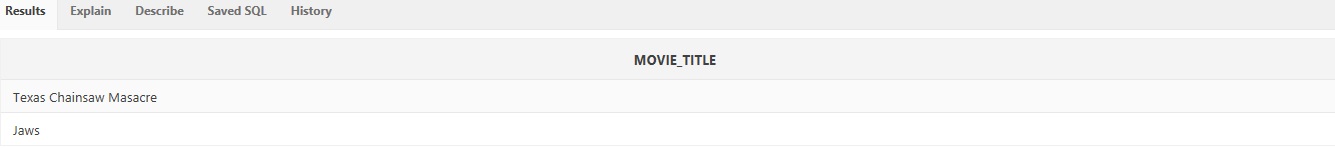 Results Explain Describe Saved SQL History
MOVIE_TITLE
Texas Chainsaw Masacre
Jaws